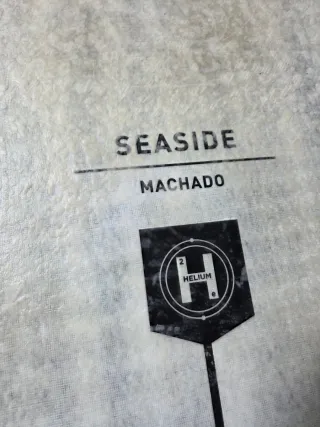 SEASIDE
MACHADO
2
H
HELIUM
e